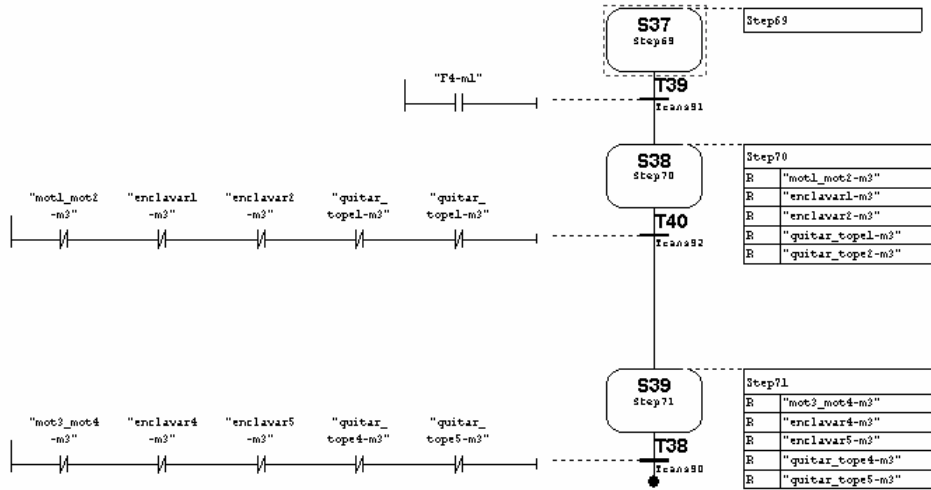 S37
Step69
Step69
"F4-m1"
T39
Trans91
S38
Step70
Step70
R "mot1_mot2-m3"
R "enclavar1-m3"
R "enclavar2-m3"
R "quitar_tope1-m3"
R "quitar_tope2-m3"
"mot1_mot2 "enclavar1 "enclavar2 "quitar_ "quitar_
-m3" -m3" -m3" tope1-m3" tope1-m3"
T40
Trans92
S39
Step71
Step71
R "mot3_mot4-m3"
R "enclavar4-m3"
R "enclavar5-m3"
R "quitar_tope4-m3"
R "quitar_tope5-m3"
"mot3_mot4 "enclavar4 "enclavar5 "quitar_ "quitar_
-m3" -m3" -m3" tope4-m3" tope5-m3"
T38
Trans90